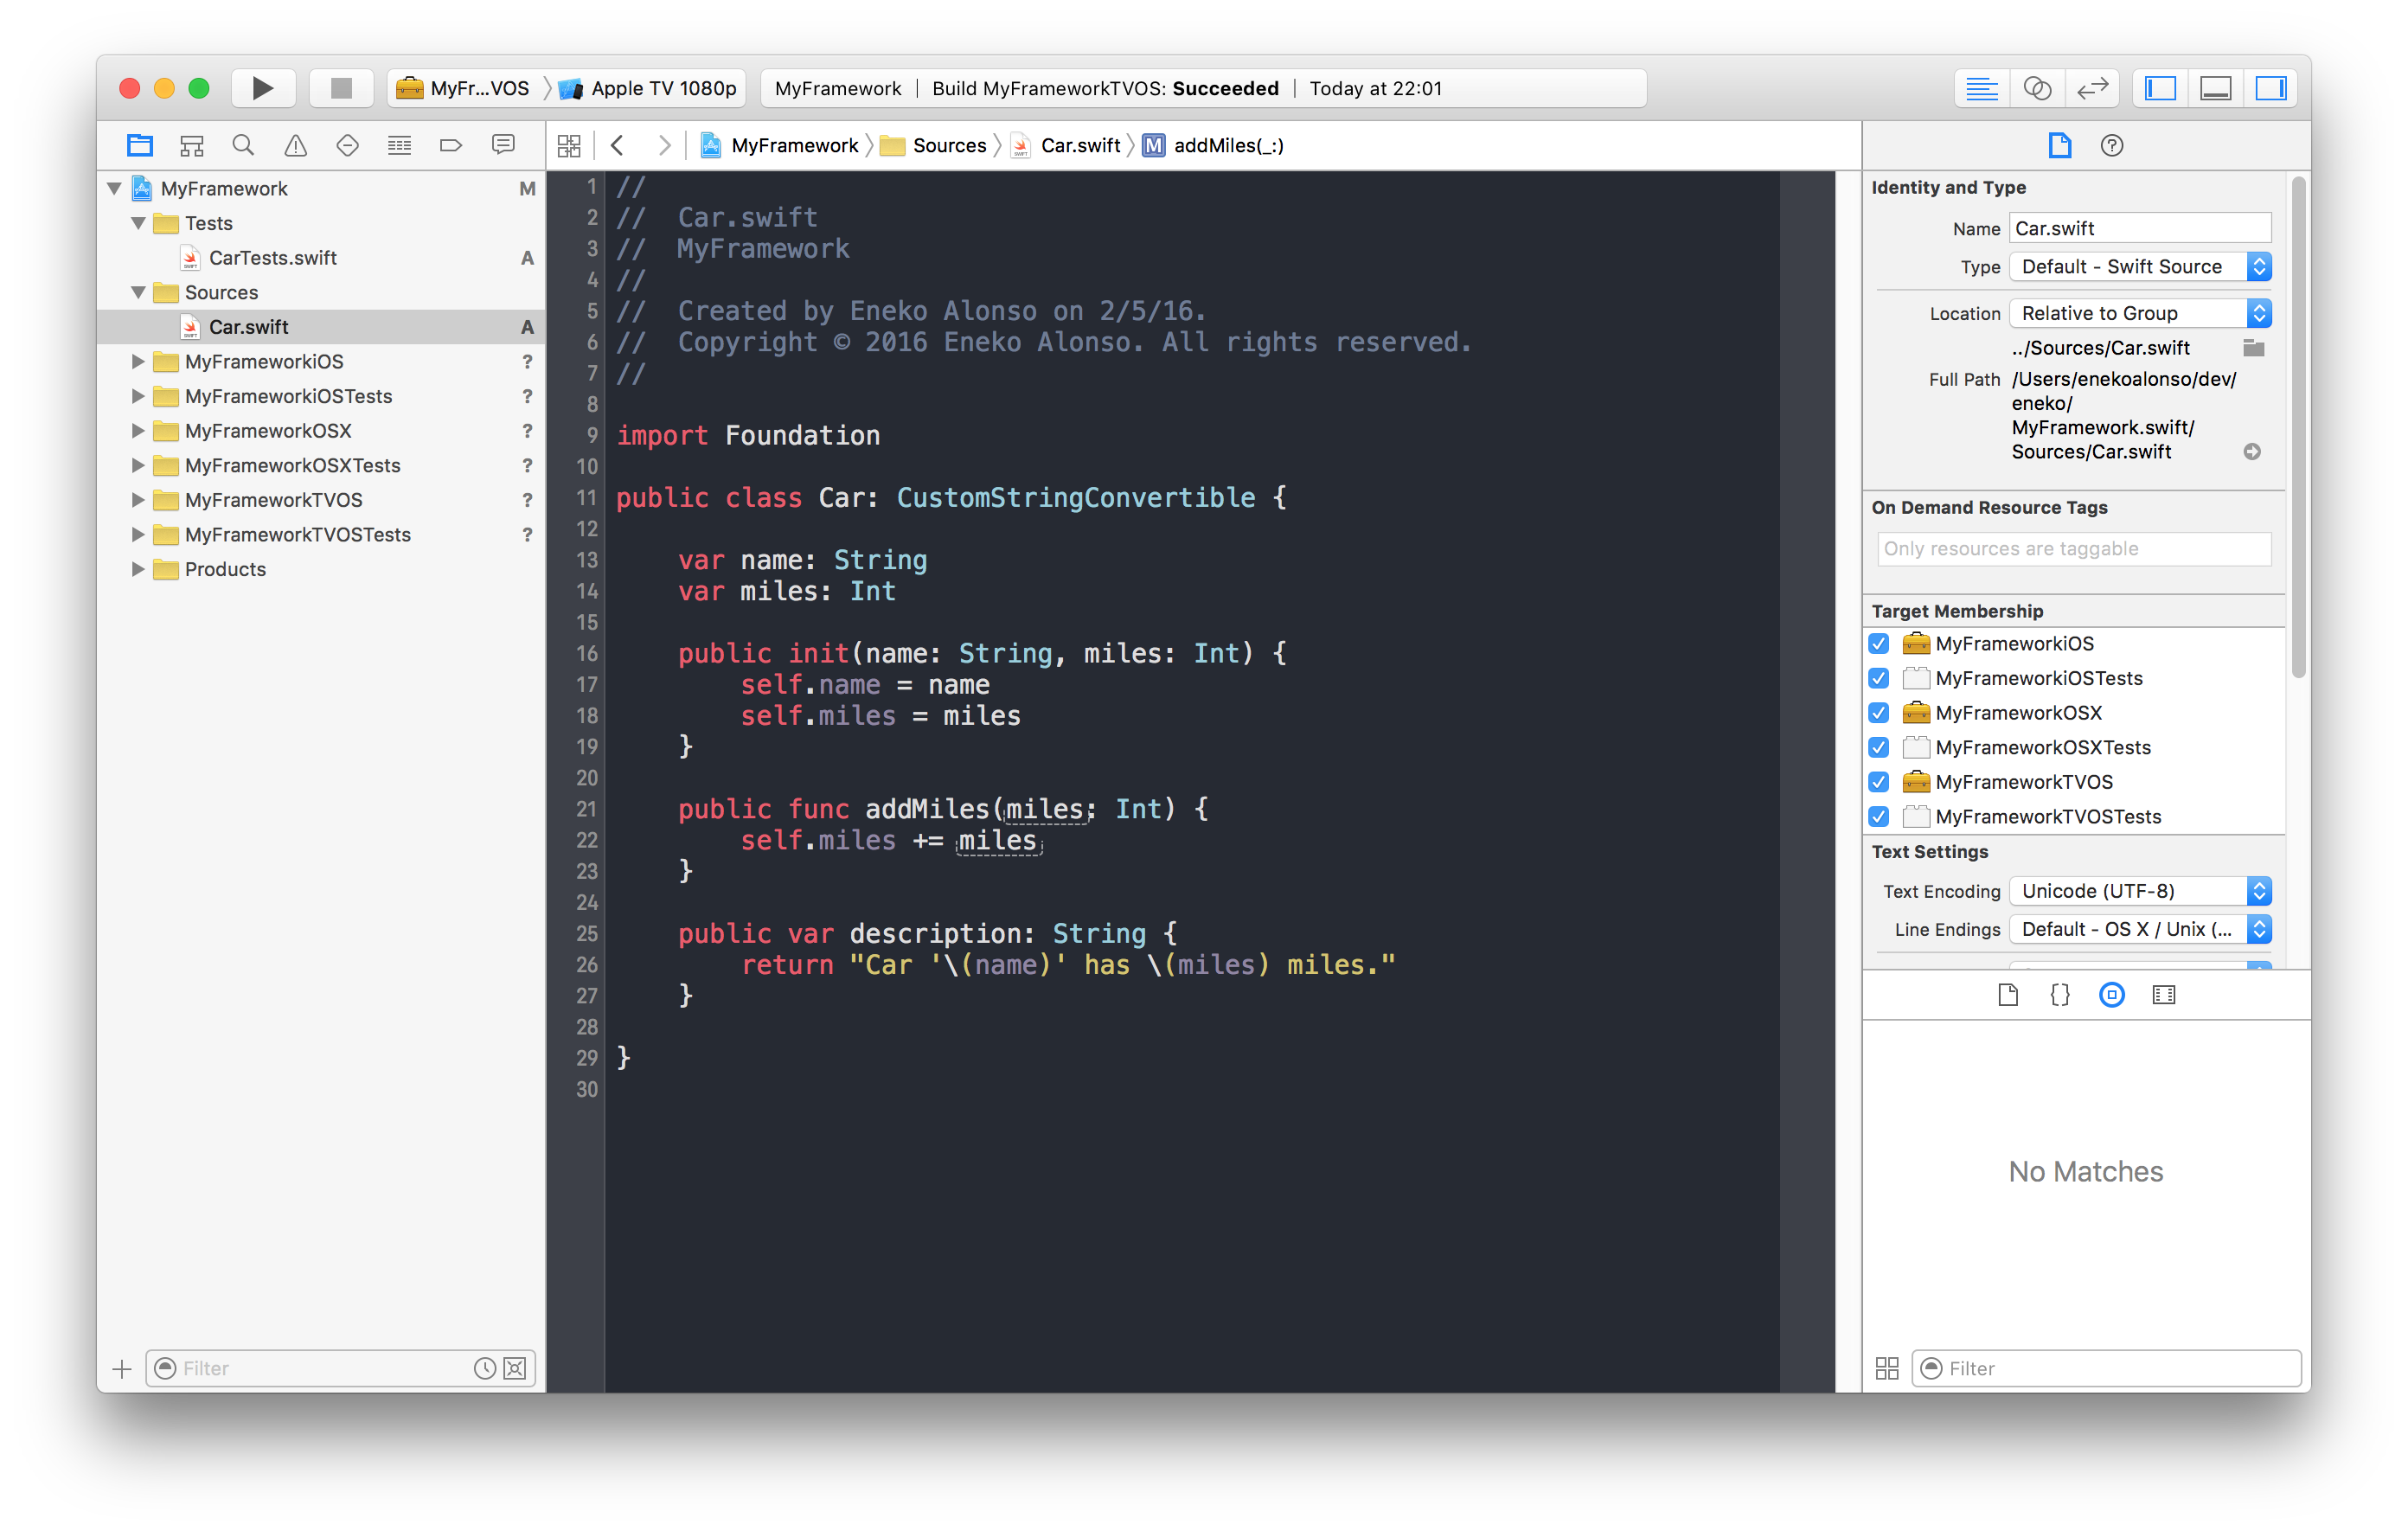 MyFr...VOS
Apple TV 1080p
MyFramework | Build MyFrameworkTVOS: Succeeded | Today at 22:01
MyFramework
Sources
Car.swift
M
addMiles(_:)
MyFramework M
Tests
CarTests.swift A
Sources
Car.swift A
MyFrameworkiOS ?
MyFrameworkiOSTests ?
MyFrameworkOSX ?
MyFrameworkOSXTests ?
MyFrameworkTVOS ?
MyFrameworkTVOSTests ?
Products
Filter
1 //
2 //  Car.swift
3 //  MyFramework
4 //
5 //  Created by Eneko Alonso on 2/5/16.
6 //  Copyright © 2016 Eneko Alonso. All rights reserved.
7 //
8
9 import Foundation
10
11 public class Car: CustomStringConvertible {
12
13     var name: String
14     var miles: Int
15
16     public init(name: String, miles: Int) {
17         self.name = name
18         self.miles = miles
19     }
20
21     public func addMiles(miles: Int) {
22         self.miles += miles
23     }
24
25     public var description: String {
26         return "Car '\(name)' has \(miles) miles."
27     }
28
29 }
30
Identity and Type
Name Car.swift
Type Default - Swift Source
Location Relative to Group
../Sources/Car.swift
Full Path /Users/enekoalonso/dev/
eneko/
MyFramework.swift/
Sources/Car.swift
On Demand Resource Tags
Only resources are taggable
Target Membership
MyFrameworkiOS
MyFrameworkiOSTests
MyFrameworkOSX
MyFrameworkOSXTests
MyFrameworkTVOS
MyFrameworkTVOSTests
Text Settings
Text Encoding Unicode (UTF-8)
Line Endings Default - OS X / Unix (...
{}
No Matches
Filter